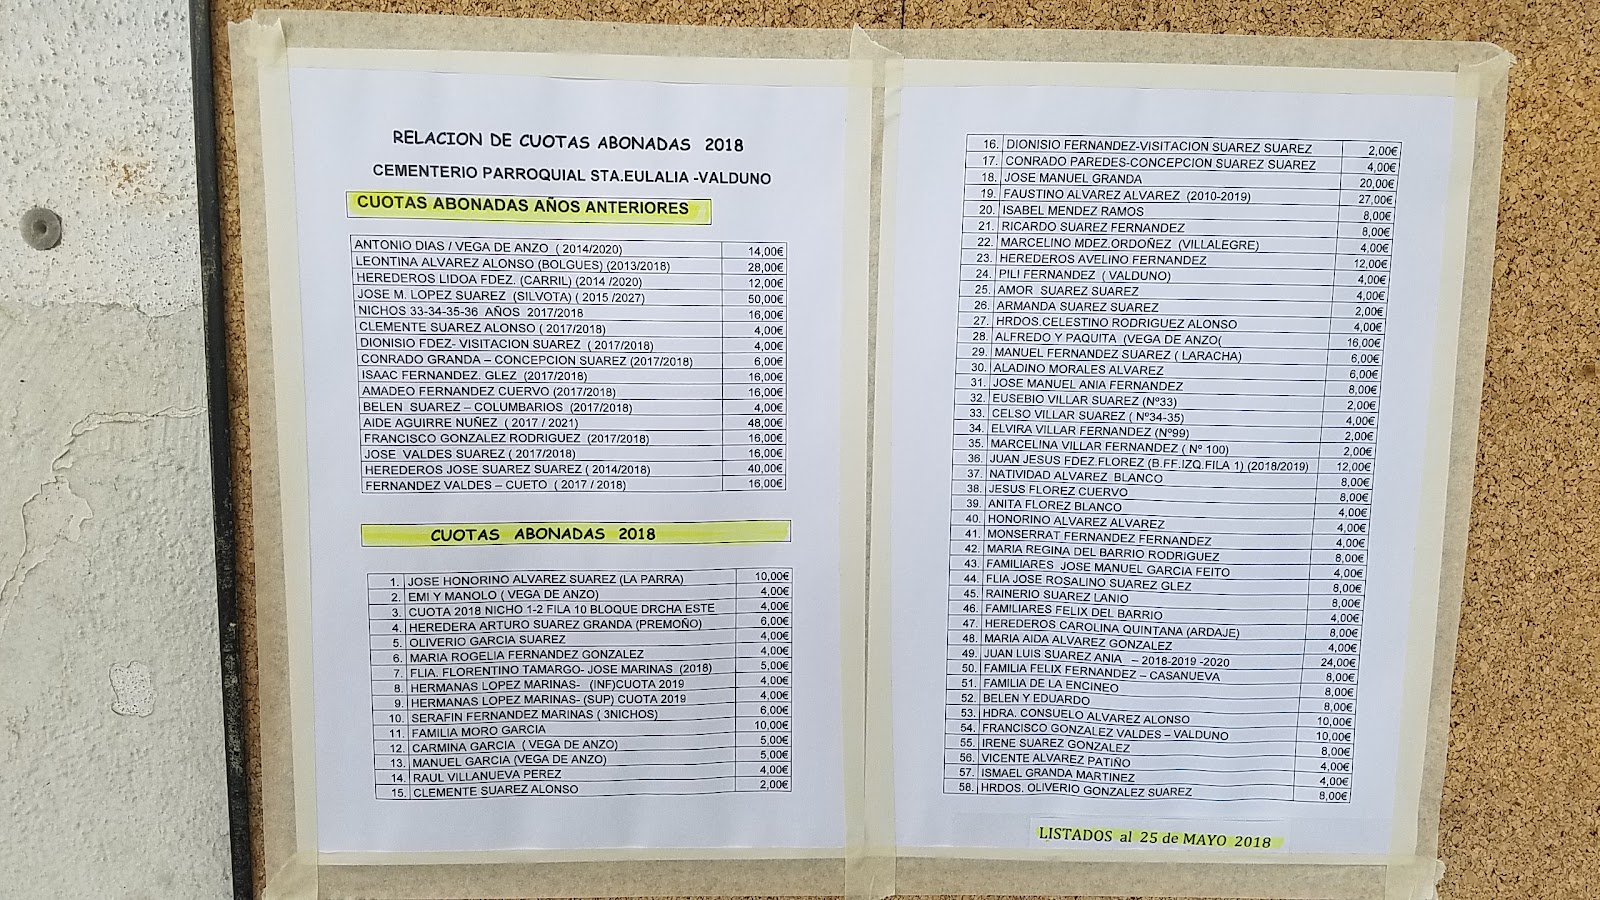 RELACION DE CUOTAS ABONADAS 2018
CEMENTERIO PARROQUIAL STA.EULALIA -VALDUNO
CUOTAS ABONADAS AÑOS ANTERIORES
ANTONIO DIAS / VEGA DE ANZO ( 2014/2020) 14,00€
LEONTINA ALVAREZ ALONSO (BOLGUES) (2013/2018) 28,00€
HEREDEROS LIDOA FDEZ. (CARRIL) (2014 /2020) 12,00€
JOSE M. LOPEZ SUAREZ (SILVOTA) ( 2015 /2027) 50,00€
NICHOS 33-34-35-36 AÑOS 2017/2018 16,00€
CLEMENTE SUAREZ ALONSO ( 2017/2018) 4,00€
DIONISIO FDEZ- VISITACION SUAREZ ( 2017/2018) 4,00€
CONRADO GRANDA – CONCEPCION SUAREZ (2017/2018) 6,00€
ISAAC FERNANDEZ. GLEZ (2017/2018) 16,00€
AMADEO FERNANDEZ CUERVO (2017/2018) 16,00€
BELEN SUAREZ – COLUMBARIOS (2017/2018) 4,00€
AIDE AGUIRRE NUÑEZ ( 2017 / 2021) 48,00€
FRANCISCO GONZALEZ RODRIGUEZ (2017/2018) 16,00€
JOSE VALDES SUAREZ ( 2017/2018) 16,00€
HEREDEROS JOSE SUAREZ SUAREZ ( 2014/2018) 40,00€
FERNANDEZ VALDES – CUETO ( 2017 / 2018) 16,00€
CUOTAS ABONADAS 2018
1. JOSE HONORINO ALVAREZ SUAREZ (LA PARRA) 10,00€
2. EMI Y MANOLO ( VEGA DE ANZO) 4,00€
3. CUOTA 2018 NICHO 1-2 FILA 10 BLOQUE DRCHA ESTE 4,00€
4. HEREDERA ARTURO SUAREZ GRANDA (PREMOÑO) 6,00€
5. OLIVERIO GARCIA SUAREZ 4,00€
6. MARIA ROGELIA FERNANDEZ GONZALEZ 4,00€
7. FLIA. FLORENTINO TAMARGO- JOSE MARINAS (2018) 5,00€
8. HERMANAS LOPEZ MARINAS- (INF)CUOTA 2019 4,00€
9. HERMANAS LOPEZ MARINAS- (SUP) CUOTA 2019 4,00€
10. SERAFIN FERNANDEZ MARINAS ( 3NICHOS) 6,00€
11. FAMILIA MORO GARCIA 10,00€
12. CARMINA GARCIA ( VEGA DE ANZO) 5,00€
13. MANUEL GARCIA (VEGA DE ANZO) 5,00€
14. RAUL VILLANUEVA PEREZ 4,00€
15. CLEMENTE SUAREZ ALONSO 2,00€
16. DIONISIO FERNANDEZ-VISITACION SUAREZ SUAREZ 2,00€
17. CONRADO PAREDES-CONCEPCION SUAREZ SUAREZ 4,00€
18. JOSE MANUEL GRANDA 20,00€
19. FAUSTINO ALVAREZ ALVAREZ (2010-2019) 27,00€
20. ISABEL MENDEZ RAMOS 8,00€
21. RICARDO SUAREZ FERNANDEZ 8,00€
22. MARCELINO MDEZ.ORDOÑEZ (VILLALEGRE) 4,00€
23. HEREDEROS AVELINO FERNANDEZ 12,00€
24. PILI FERNANDEZ ( VALDUNO) 4,00€
25. AMOR SUAREZ SUAREZ 4,00€
26. ARMANDA SUAREZ SUAREZ 2,00€
27. HRDOS.CELESTINO RODRIGUEZ ALONSO 4,00€
28. ALFREDO Y PAQUITA (VEGA DE ANZO( 16,00€
29. MANUEL FERNANDEZ SUAREZ ( LARACHA) 6,00€
30. ALADINO MORALES ALVAREZ 6,00€
31. JOSE MANUEL ANIA FERNANDEZ 8,00€
32. EUSEBIO VILLAR SUAREZ (Nº33) 2,00€
33. CELSO VILLAR SUAREZ ( Nº34-35) 4,00€
34. ELVIRA VILLAR FERNANDEZ (Nº99) 2,00€
35. MARCELINA VILLAR FERNANDEZ ( Nº 100) 2,00€
36. JUAN JESUS FDEZ.FLOREZ (B.FF.IZQ.FILA 1) (2018/2019) 12,00€
37. NATIVIDAD ALVAREZ BLANCO 8,00€
38. JESUS FLOREZ CUERVO 8,00€
39. ANITA FLOREZ BLANCO 4,00€
40. HONORINO ALVAREZ ALVAREZ 4,00€
41. MONSERRAT FERNANDEZ FERNANDEZ 4,00€
42. MARIA REGINA DEL BARRIO RODRIGUEZ 8,00€
43. FAMILIARES JOSE MANUEL GARCIA FEITO 4,00€
44. FLIA JOSE ROSALINO SUAREZ GLEZ 8,00€
45. RAINERIO SUAREZ LANIO 8,00€
46. FAMILIARES FELIX DEL BARRIO 4,00€
47. HEREDEROS CAROLINA QUINTANA (ARDAJE) 8,00€
48. MARIA AIDA ALVAREZ GONZALEZ 4,00€
49. JUAN LUIS SUAREZ ANIA – 2018-2019 -2020 24,00€
50. FAMILIA FELIX FERNANDEZ – CASANUEVA 8,00€
51. FAMILIA DE LA ENCINEO 8,00€
52. BELEN Y EDUARDO 8,00€
53. HDRA. CONSUELO ALVAREZ ALONSO 10,00€
54. FRANCISCO GONZALEZ VALDES – VALDUNO 10,00€
55. IRENE SUAREZ GONZALEZ 8,00€
56. VICENTE ALVAREZ PATIÑO 4,00€
57. ISMAEL GRANDA MARTINEZ 4,00€
58. HRDOS. OLIVERIO GONZALEZ SUAREZ 8,00€
LISTADOS al 25 de MAYO 2018